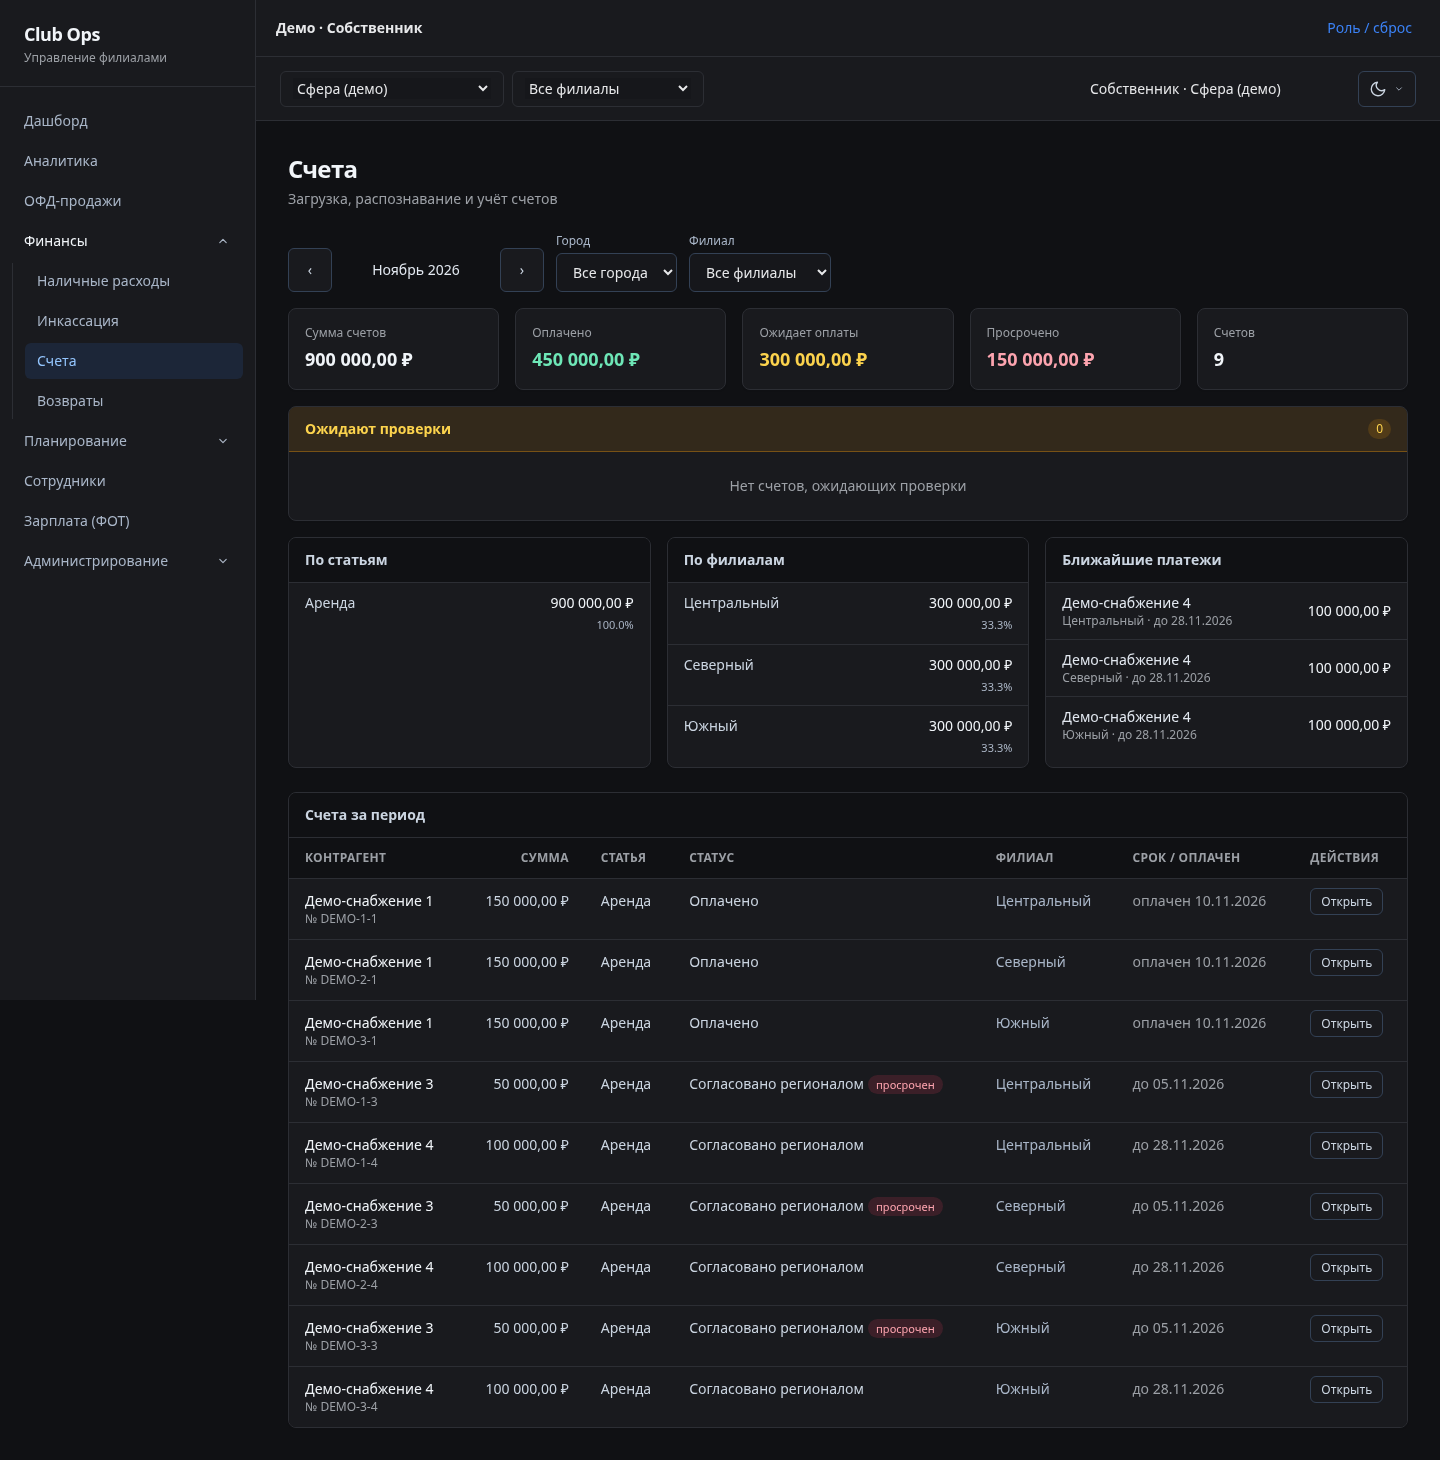 Club Ops
Управление филиалами
Дашборд
Аналитика
ОФД-продажи
Финансы
Наличные расходы
Инкассация
Счета
Возвраты
Планирование
Сотрудники
Зарплата (ФОТ)
Администрирование
Демо · Собственник
Роль / сброс
Сфера (демо) Все филиалы Собственник · Сфера (демо)
Счета
Загрузка, распознавание и учёт счетов
Город Филиал
‹ Ноябрь 2026 › Все города Все филиалы
Сумма счетов
900 000,00 ₽
Оплачено
450 000,00 ₽
Ожидает оплаты
300 000,00 ₽
Просрочено
150 000,00 ₽
Счетов
9
Ожидают проверки 0
Нет счетов, ожидающих проверки
По статьям
Аренда 900 000,00 ₽
100.0%
По филиалам
Центральный 300 000,00 ₽
33.3%
Северный 300 000,00 ₽
33.3%
Южный 300 000,00 ₽
33.3%
Ближайшие платежи
Демо-снабжение 4 100 000,00 ₽
Центральный · до 28.11.2026
Демо-снабжение 4 100 000,00 ₽
Северный · до 28.11.2026
Демо-снабжение 4 100 000,00 ₽
Южный · до 28.11.2026
Счета за период
КОНТРАГЕНТ СУММА СТАТЬЯ СТАТУС ФИЛИАЛ СРОК / ОПЛАЧЕН ДЕЙСТВИЯ
Демо-снабжение 1 150 000,00 ₽ Аренда Оплачено Центральный оплачен 10.11.2026 Открыть
№ DEMO-1-1
Демо-снабжение 1 150 000,00 ₽ Аренда Оплачено Северный оплачен 10.11.2026 Открыть
№ DEMO-2-1
Демо-снабжение 1 150 000,00 ₽ Аренда Оплачено Южный оплачен 10.11.2026 Открыть
№ DEMO-3-1
Демо-снабжение 3 50 000,00 ₽ Аренда Согласовано регионалом просрочен Центральный до 05.11.2026 Открыть
№ DEMO-1-3
Демо-снабжение 4 100 000,00 ₽ Аренда Согласовано регионалом Центральный до 28.11.2026 Открыть
№ DEMO-1-4
Демо-снабжение 3 50 000,00 ₽ Аренда Согласовано регионалом просрочен Северный до 05.11.2026 Открыть
№ DEMO-2-3
Демо-снабжение 4 100 000,00 ₽ Аренда Согласовано регионалом Северный до 28.11.2026 Открыть
№ DEMO-2-4
Демо-снабжение 3 50 000,00 ₽ Аренда Согласовано регионалом просрочен Южный до 05.11.2026 Открыть
№ DEMO-3-3
Демо-снабжение 4 100 000,00 ₽ Аренда Согласовано регионалом Южный до 28.11.2026 Открыть
№ DEMO-3-4